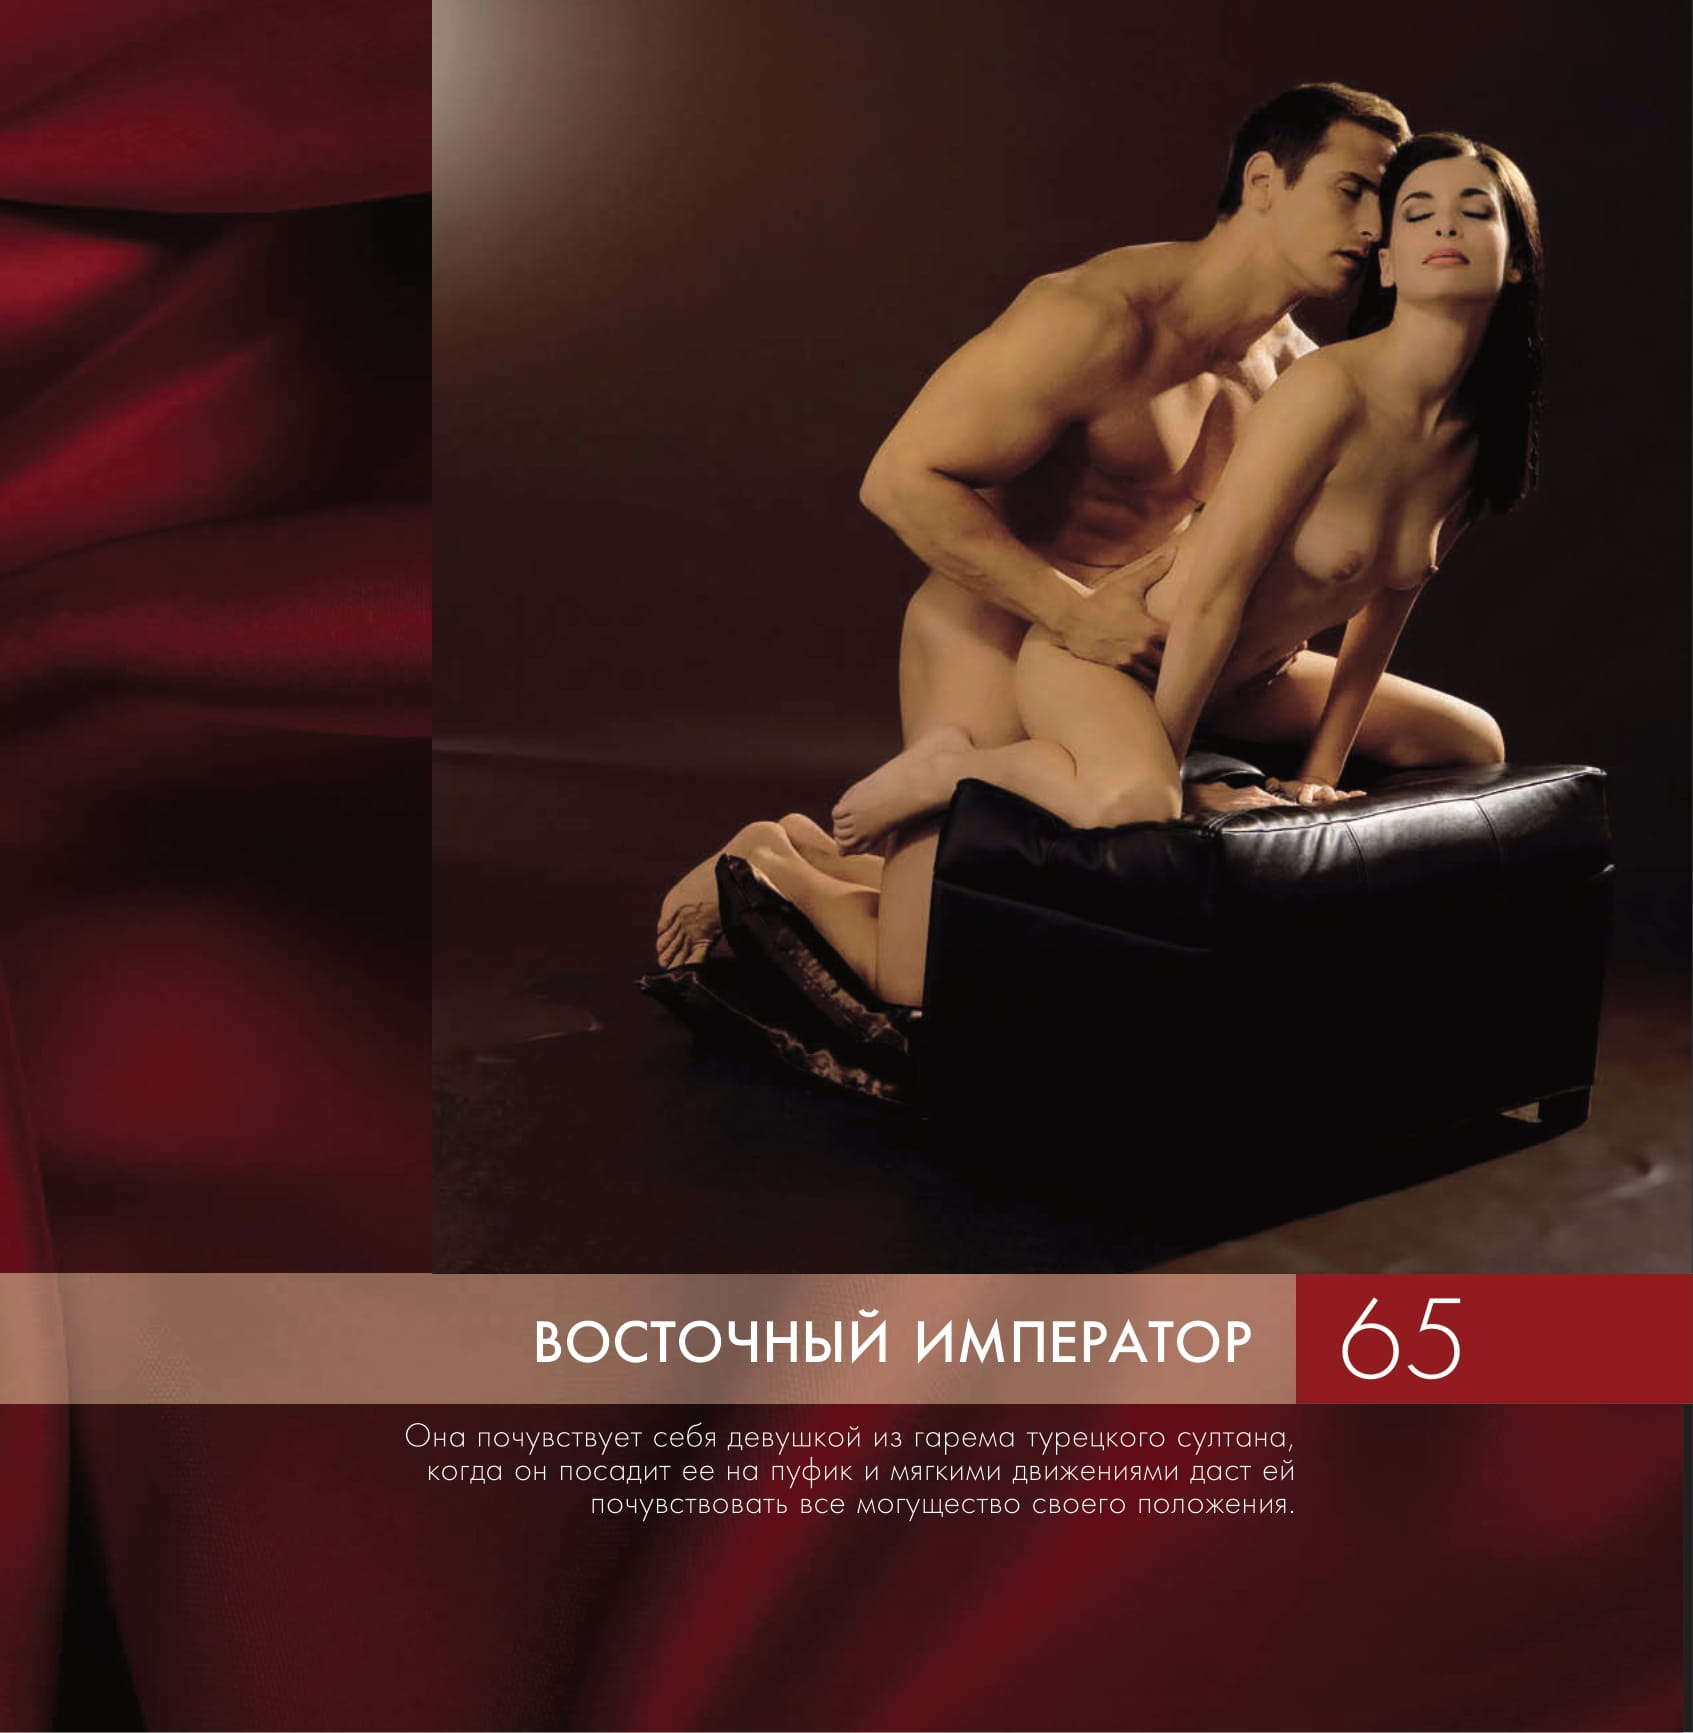 ВОСТОЧНЫЙ ИМПЕРАТОР 65
Она почувствует себя девушкой из гарема турецкого султана,
когда он посадит ее на пуфик и мягкими движениями даст ей
почувствовать все могущество своего положения.